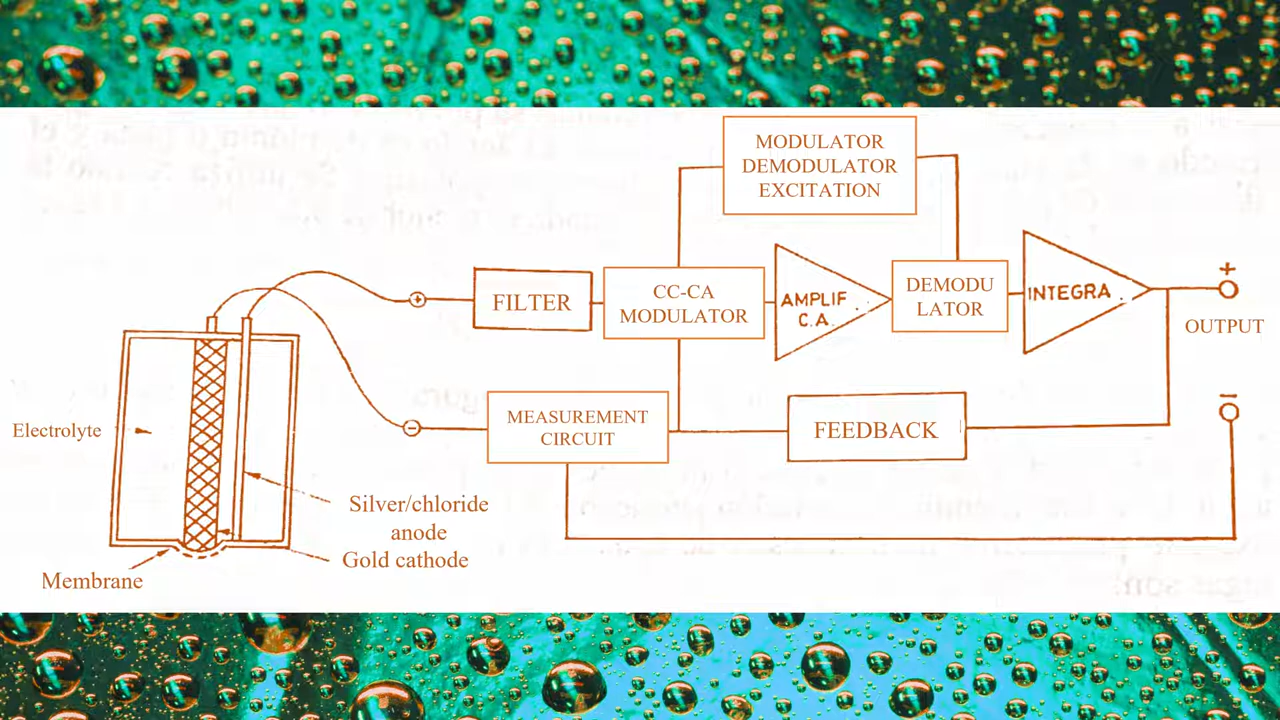 MODULATOR
DEMODULATOR
EXCITATION
FILTER
CC-CA
MODULATOR
AMPLIF.
C.A.
DEMODU
LATOR
INTEGRA.
+
OUTPUT
−
+
−
MEASUREMENT
CIRCUIT
FEEDBACK
Electrolyte
Silver/chloride
anode
Gold cathode
Membrane